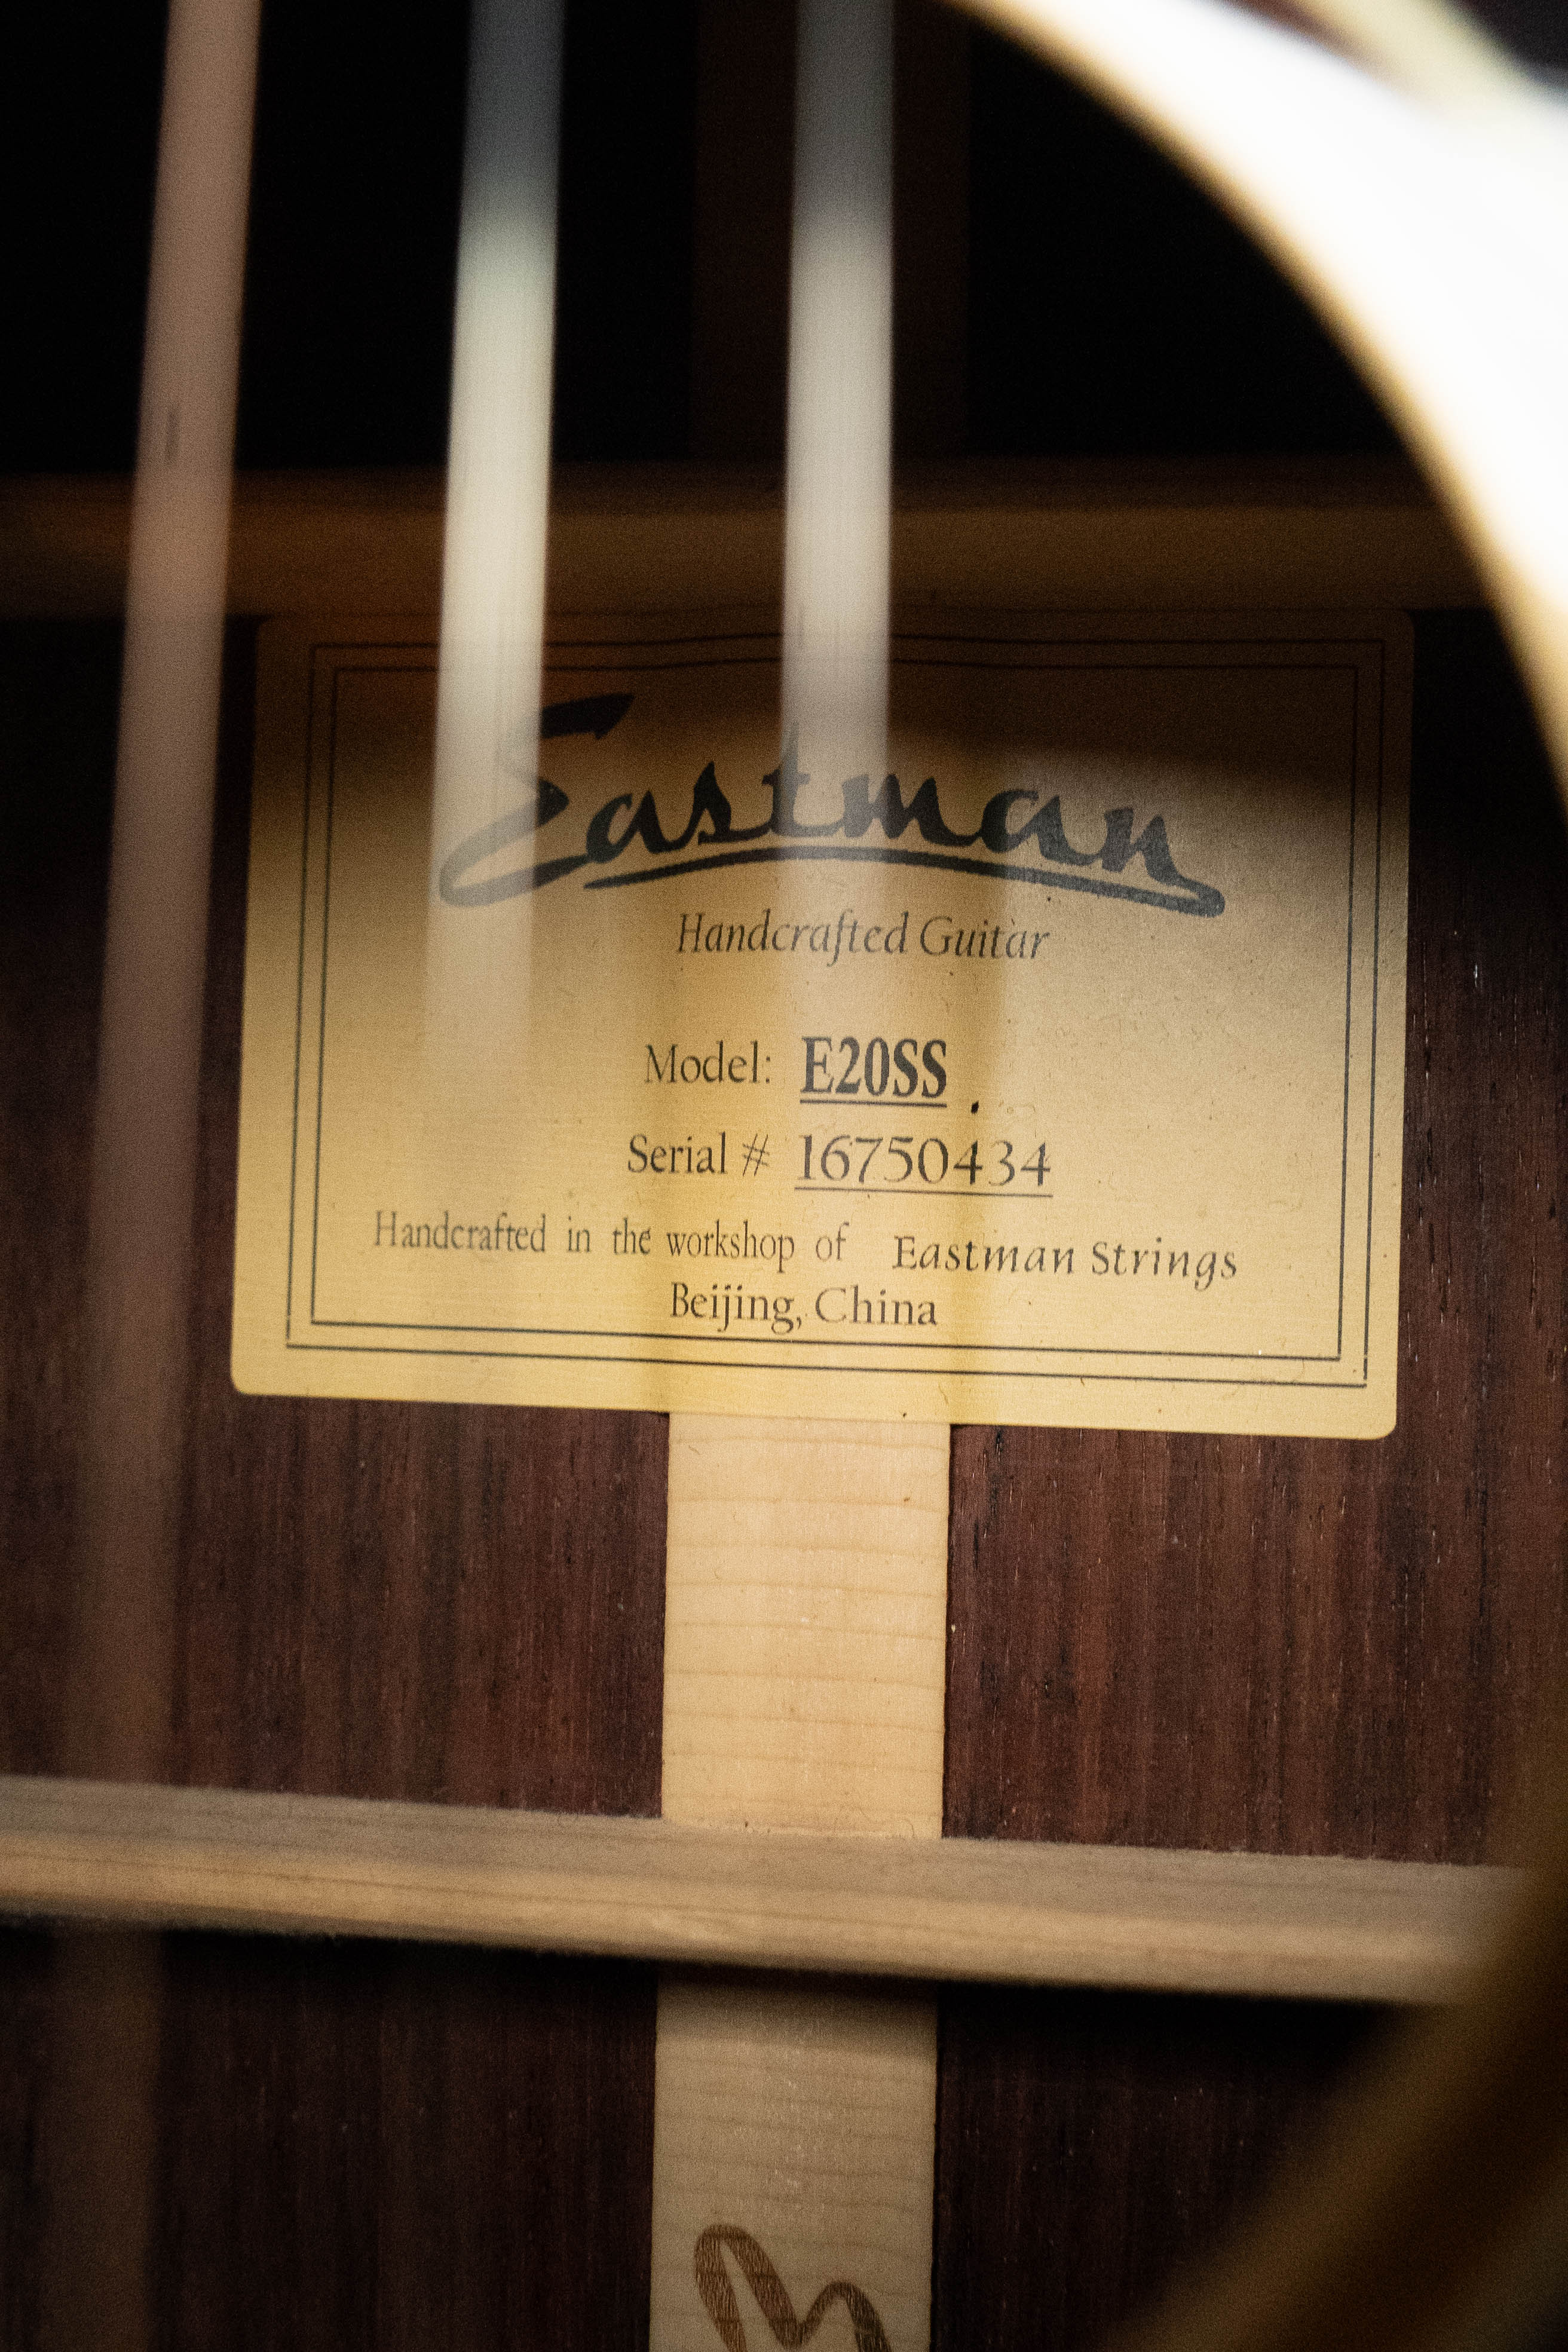 Eastman
Handcrafted Guitar
Model: E20SS
Serial # 16750434
Handcrafted in the workshop of Eastman Strings
Beijing, China